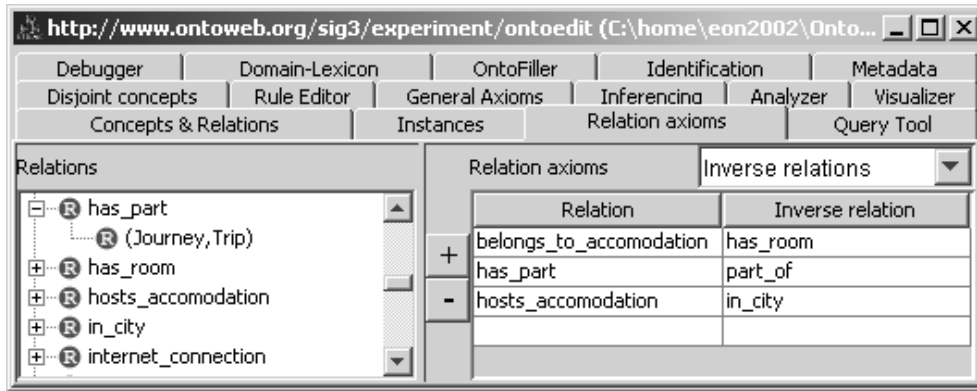 http://www.ontoweb.org/sig3/experiment/ontoedit (C:\home\eon2002\Onto...
Debugger Domain-Lexicon OntoFiller Identification Metadata
Disjoint concepts Rule Editor General Axioms Inferencing Analyzer Visualizer
Concepts & Relations Instances Relation axioms Query Tool
Relations
Relation axioms Inverse relations
has_part
(Journey,Trip)
has_room
hosts_accomodation
in_city
internet_connection
+
-
Relation Inverse relation
belongs_to_accomodation has_room
has_part part_of
hosts_accomodation in_city